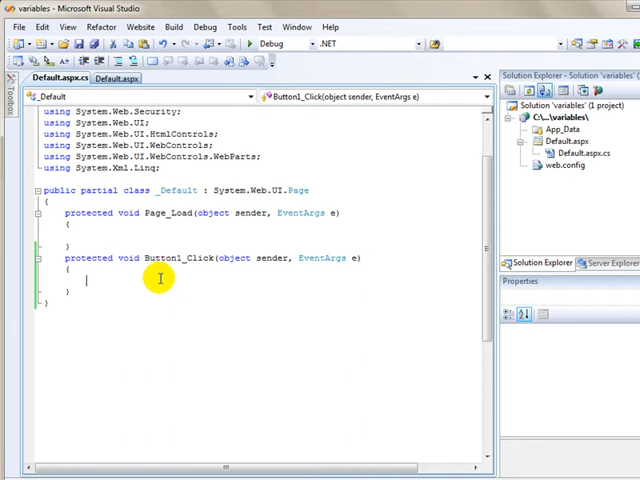 variables - Microsoft Visual Studio
File Edit View Refactor Website Build Debug Tools Test Window Help
Debug .NET
Default.aspx.cs Default.aspx
Toolbox
_Default Button1_Click(object sender, EventArgs e)
using System.Web.Security;
using System.Web.UI;
using System.Web.UI.HtmlControls;
using System.Web.UI.WebControls;
using System.Web.UI.WebControls.WebParts;
using System.Xml.Linq;
public partial class _Default : System.Web.UI.Page
{
protected void Page_Load(object sender, EventArgs e)
{
}
protected void Button1_Click(object sender, EventArgs e)
{
}
}
Solution Explorer - Solution 'variables' (
Solution 'variables' (1 project)
C:\...\variables\
App_Data
Default.aspx
Default.aspx.cs
web.config
Solution Explorer Server Explorer
Properties